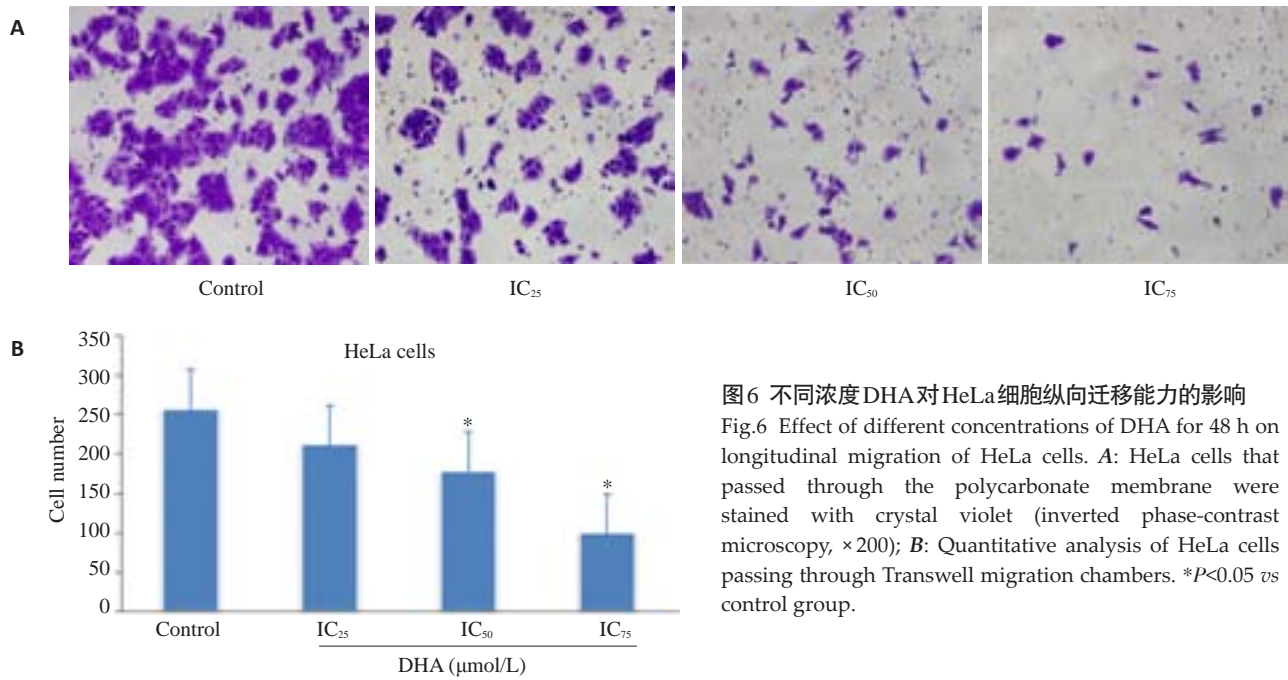 A
Control
IC₂₅
IC₅₀
IC₇₅
B
HeLa cells
Cell number
350
300
250
200
150
100
50
0
*
*
Control
IC₂₅
IC₅₀
IC₇₅
DHA (μmol/L)
图6 不同浓度DHA对HeLa细胞纵向迁移能力的影响
Fig.6 Effect of different concentrations of DHA for 48 h on
longitudinal migration of HeLa cells. A: HeLa cells that
passed through the polycarbonate membrane were
stained with crystal violet (inverted phase-contrast
microscopy, ×200); B: Quantitative analysis of HeLa cells
passing through Transwell migration chambers. *P<0.05 vs
control group.